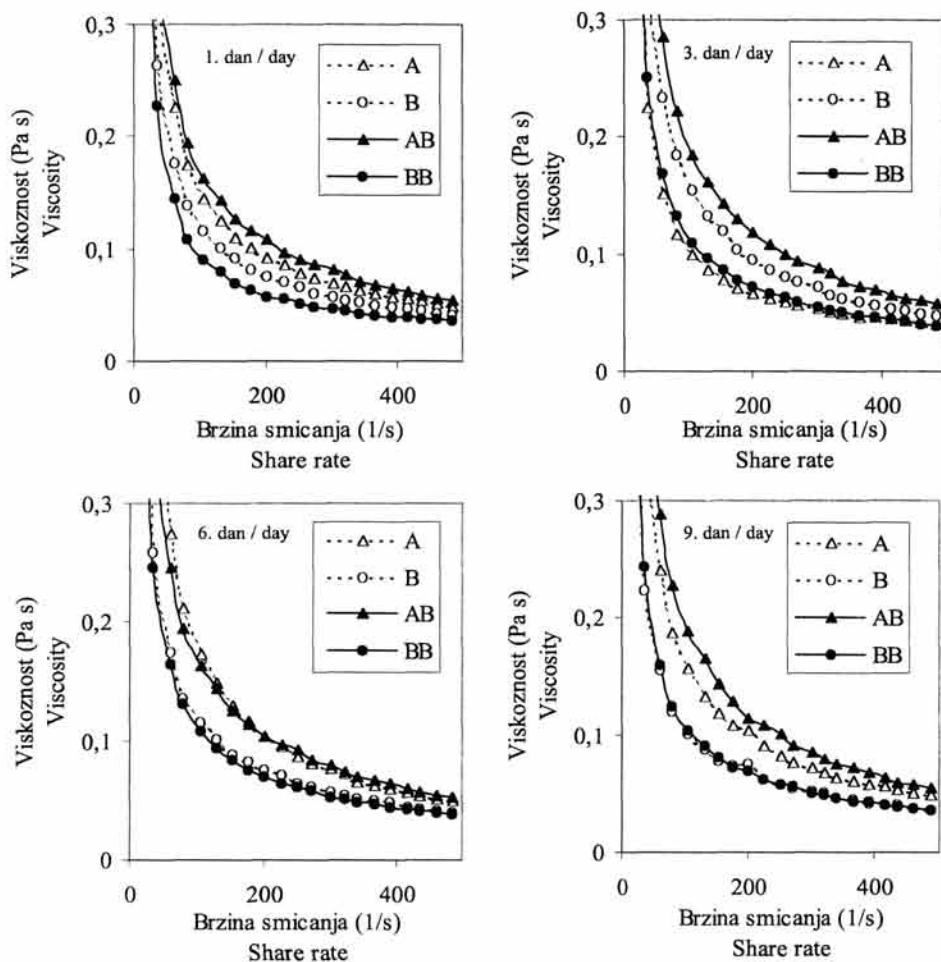 0,3
0,2
0,1
0
Viskoznost (Pa s)
Viscosity
1. dan / day
A
B
AB
BB
0 200 400
Brzina smicanja (1/s)
Share rate
0,3
0,2
0,1
0
Viskoznost (Pa s)
Viscosity
3. dan / day
A
B
AB
BB
0 200 400
Brzina smicanja (1/s)
Share rate
0,3
0,2
0,1
0
Viskoznost (Pa s)
Viscosity
6. dan / day
A
B
AB
BB
0 200 400
Brzina smicanja (1/s)
Share rate
0,3
0,2
0,1
0
Viskoznost (Pa s)
Viscosity
9. dan / day
A
B
AB
BB
0 200 400
Brzina smicanja (1/s)
Share rate